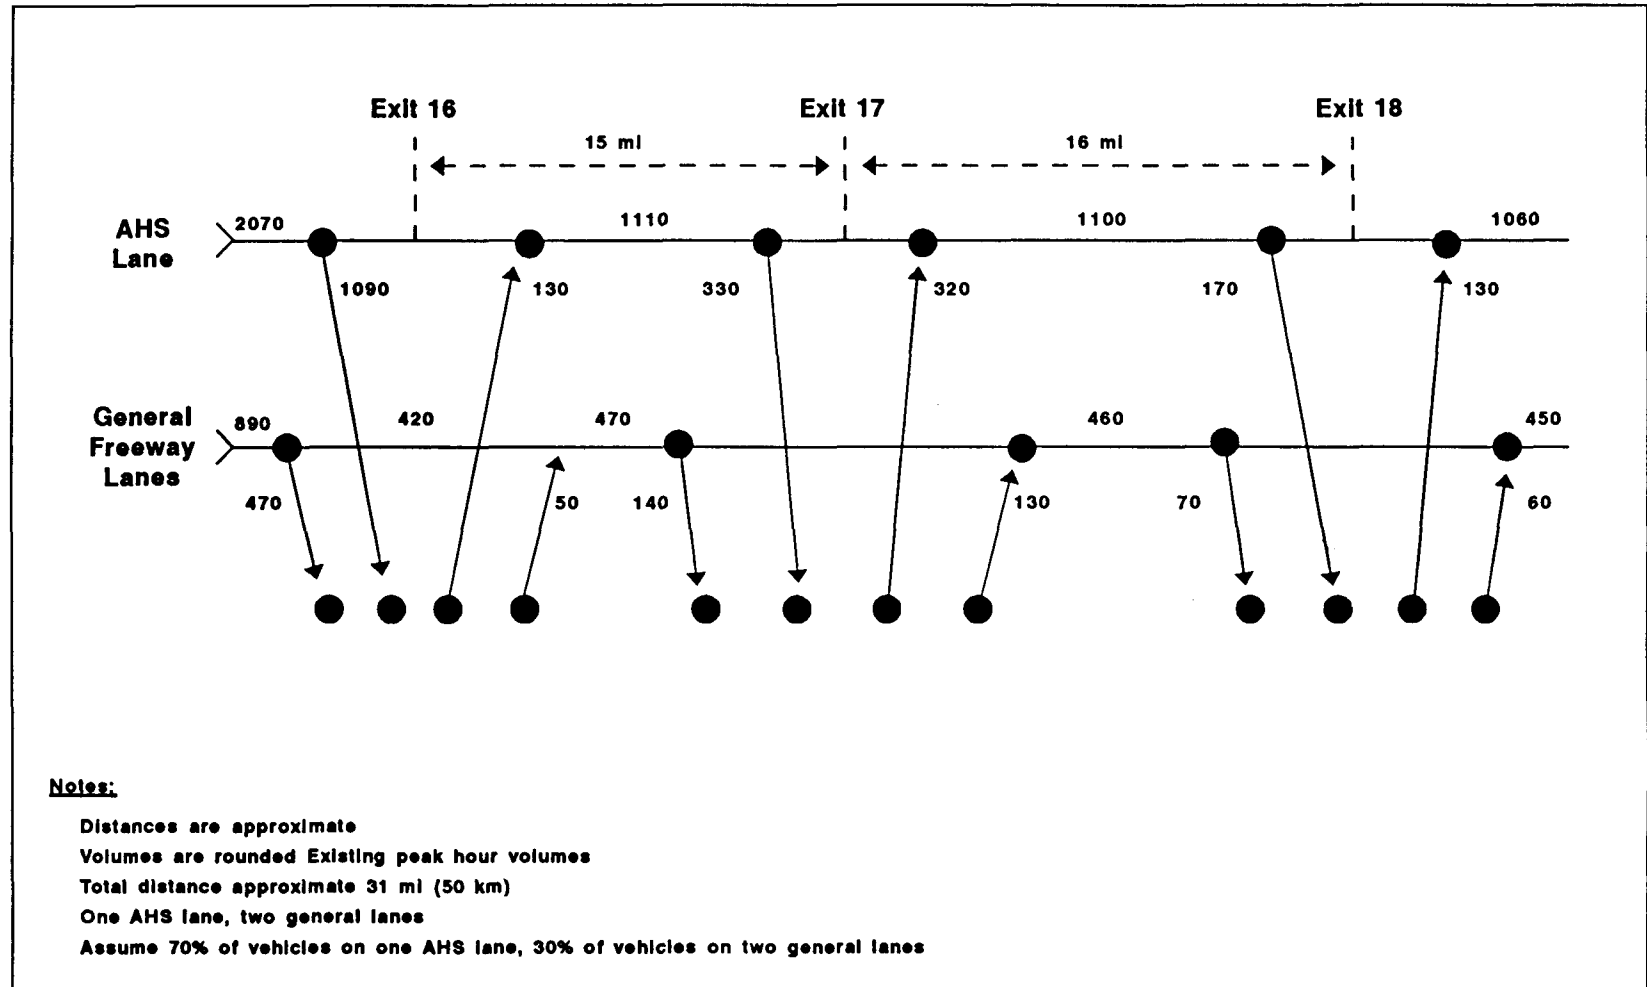 Exit 16 Exit 17 Exit 18
15 mi 16 mi
AHS
Lane
2070 1110 1100 1060
1090 130 330 320 170 130
General
Freeway
Lanes
890 420 470 460 450
470 50 140 130 70 60
Notes:
Distances are approximate
Volumes are rounded Existing peak hour volumes
Total distance approximate 31 mi (50 km)
One AHS lane, two general lanes
Assume 70% of vehicles on one AHS lane, 30% of vehicles on two general lanes